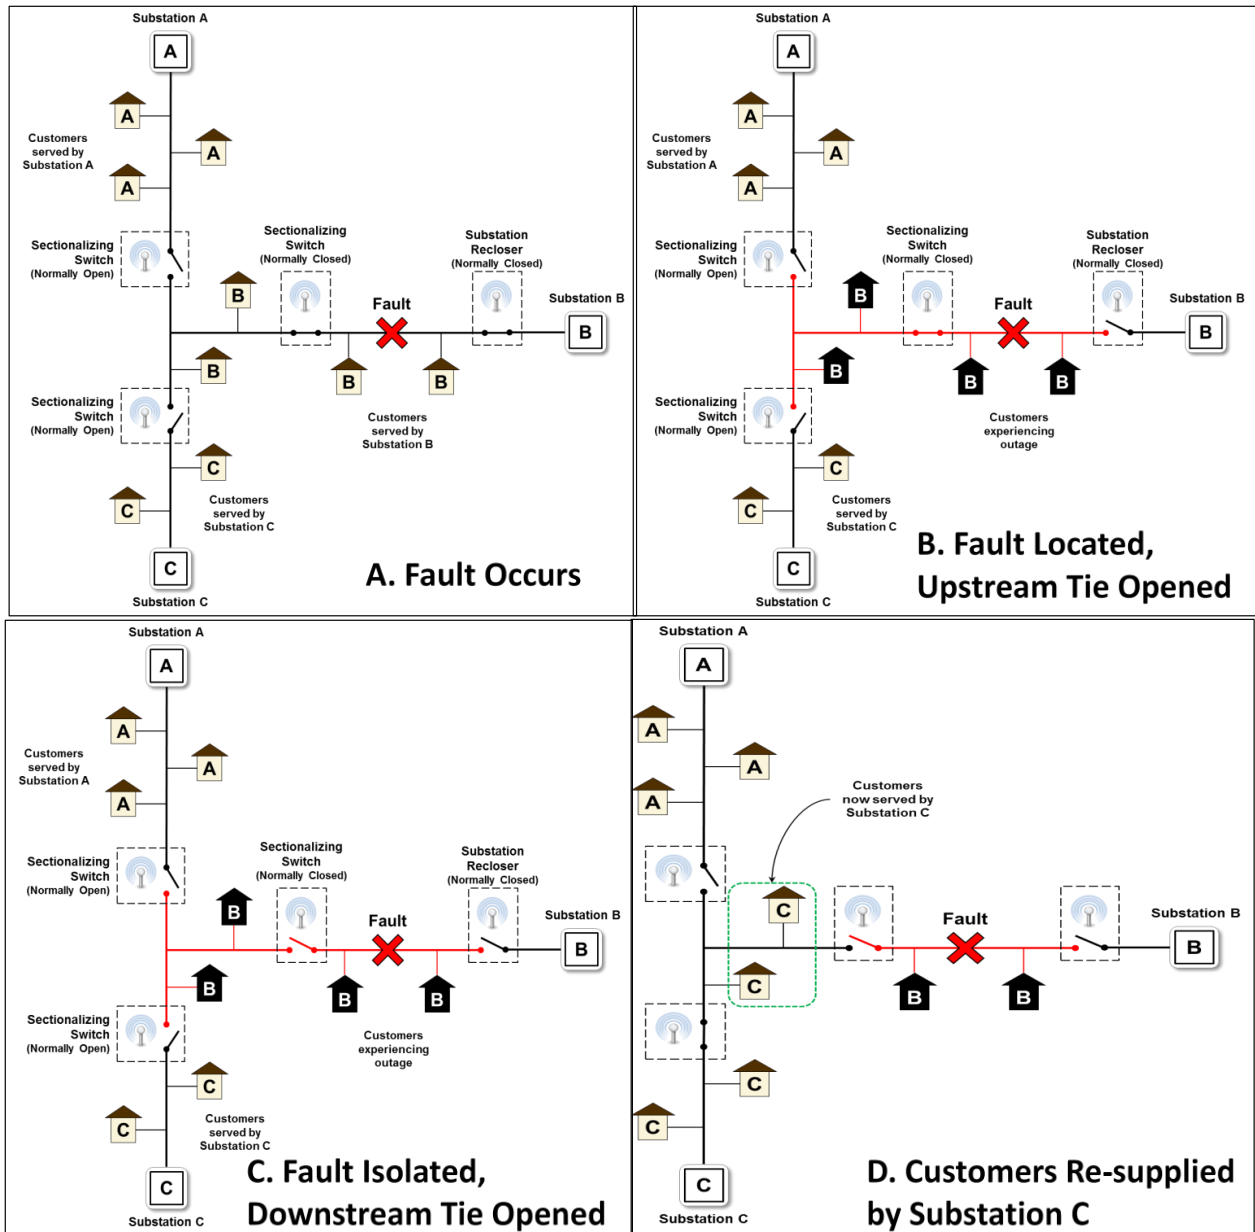 Substation A
A
A
Customers
served by
Substation A
A
A
Sectionalizing
Switch
(Normally Open)
Sectionalizing
Switch
(Normally Closed)
Substation
Recloser
(Normally Closed)
B
Fault
Substation B
B
B
B
B
Sectionalizing
Switch
(Normally Open)
Customers
served by
Substation B
C
C
Customers
served by
Substation C
C
Substation C
A. Fault Occurs
Substation A
A
A
Customers
served by
Substation A
A
A
Sectionalizing
Switch
(Normally Open)
Sectionalizing
Switch
(Normally Closed)
Substation
Recloser
(Normally Closed)
B
Fault
Substation B
B
B
B
B
Sectionalizing
Switch
(Normally Open)
Customers
experiencing
outage
C
C
Customers
served by
Substation C
C
Substation C
B. Fault Located,
Upstream Tie Opened
Substation A
A
A
Customers
served by
Substation A
A
A
Sectionalizing
Switch
(Normally Open)
Sectionalizing
Switch
(Normally Closed)
Substation
Recloser
(Normally Closed)
B
Fault
Substation B
B
B
B
B
Sectionalizing
Switch
(Normally Open)
Customers
experiencing
outage
C
C
Customers
served by
Substation C
C
Substation C
C. Fault Isolated,
Downstream Tie Opened
Substation A
A
A
A
A
Customers
now served by
Substation C
C
Fault
Substation B
B
C
B
B
C
C
C
Substation C
D. Customers Re-supplied
by Substation C